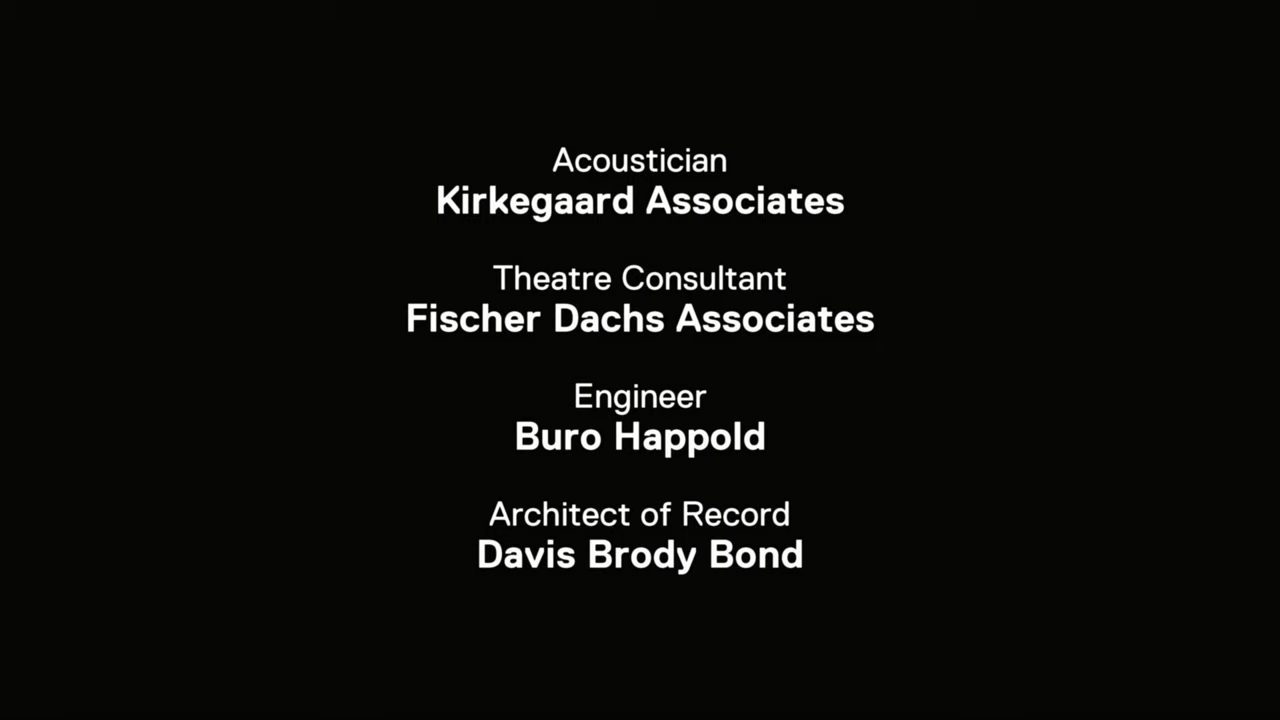 Acoustician
Kirkegaard Associates
Theatre Consultant
Fischer Dachs Associates
Engineer
Buro Happold
Architect of Record
Davis Brody Bond